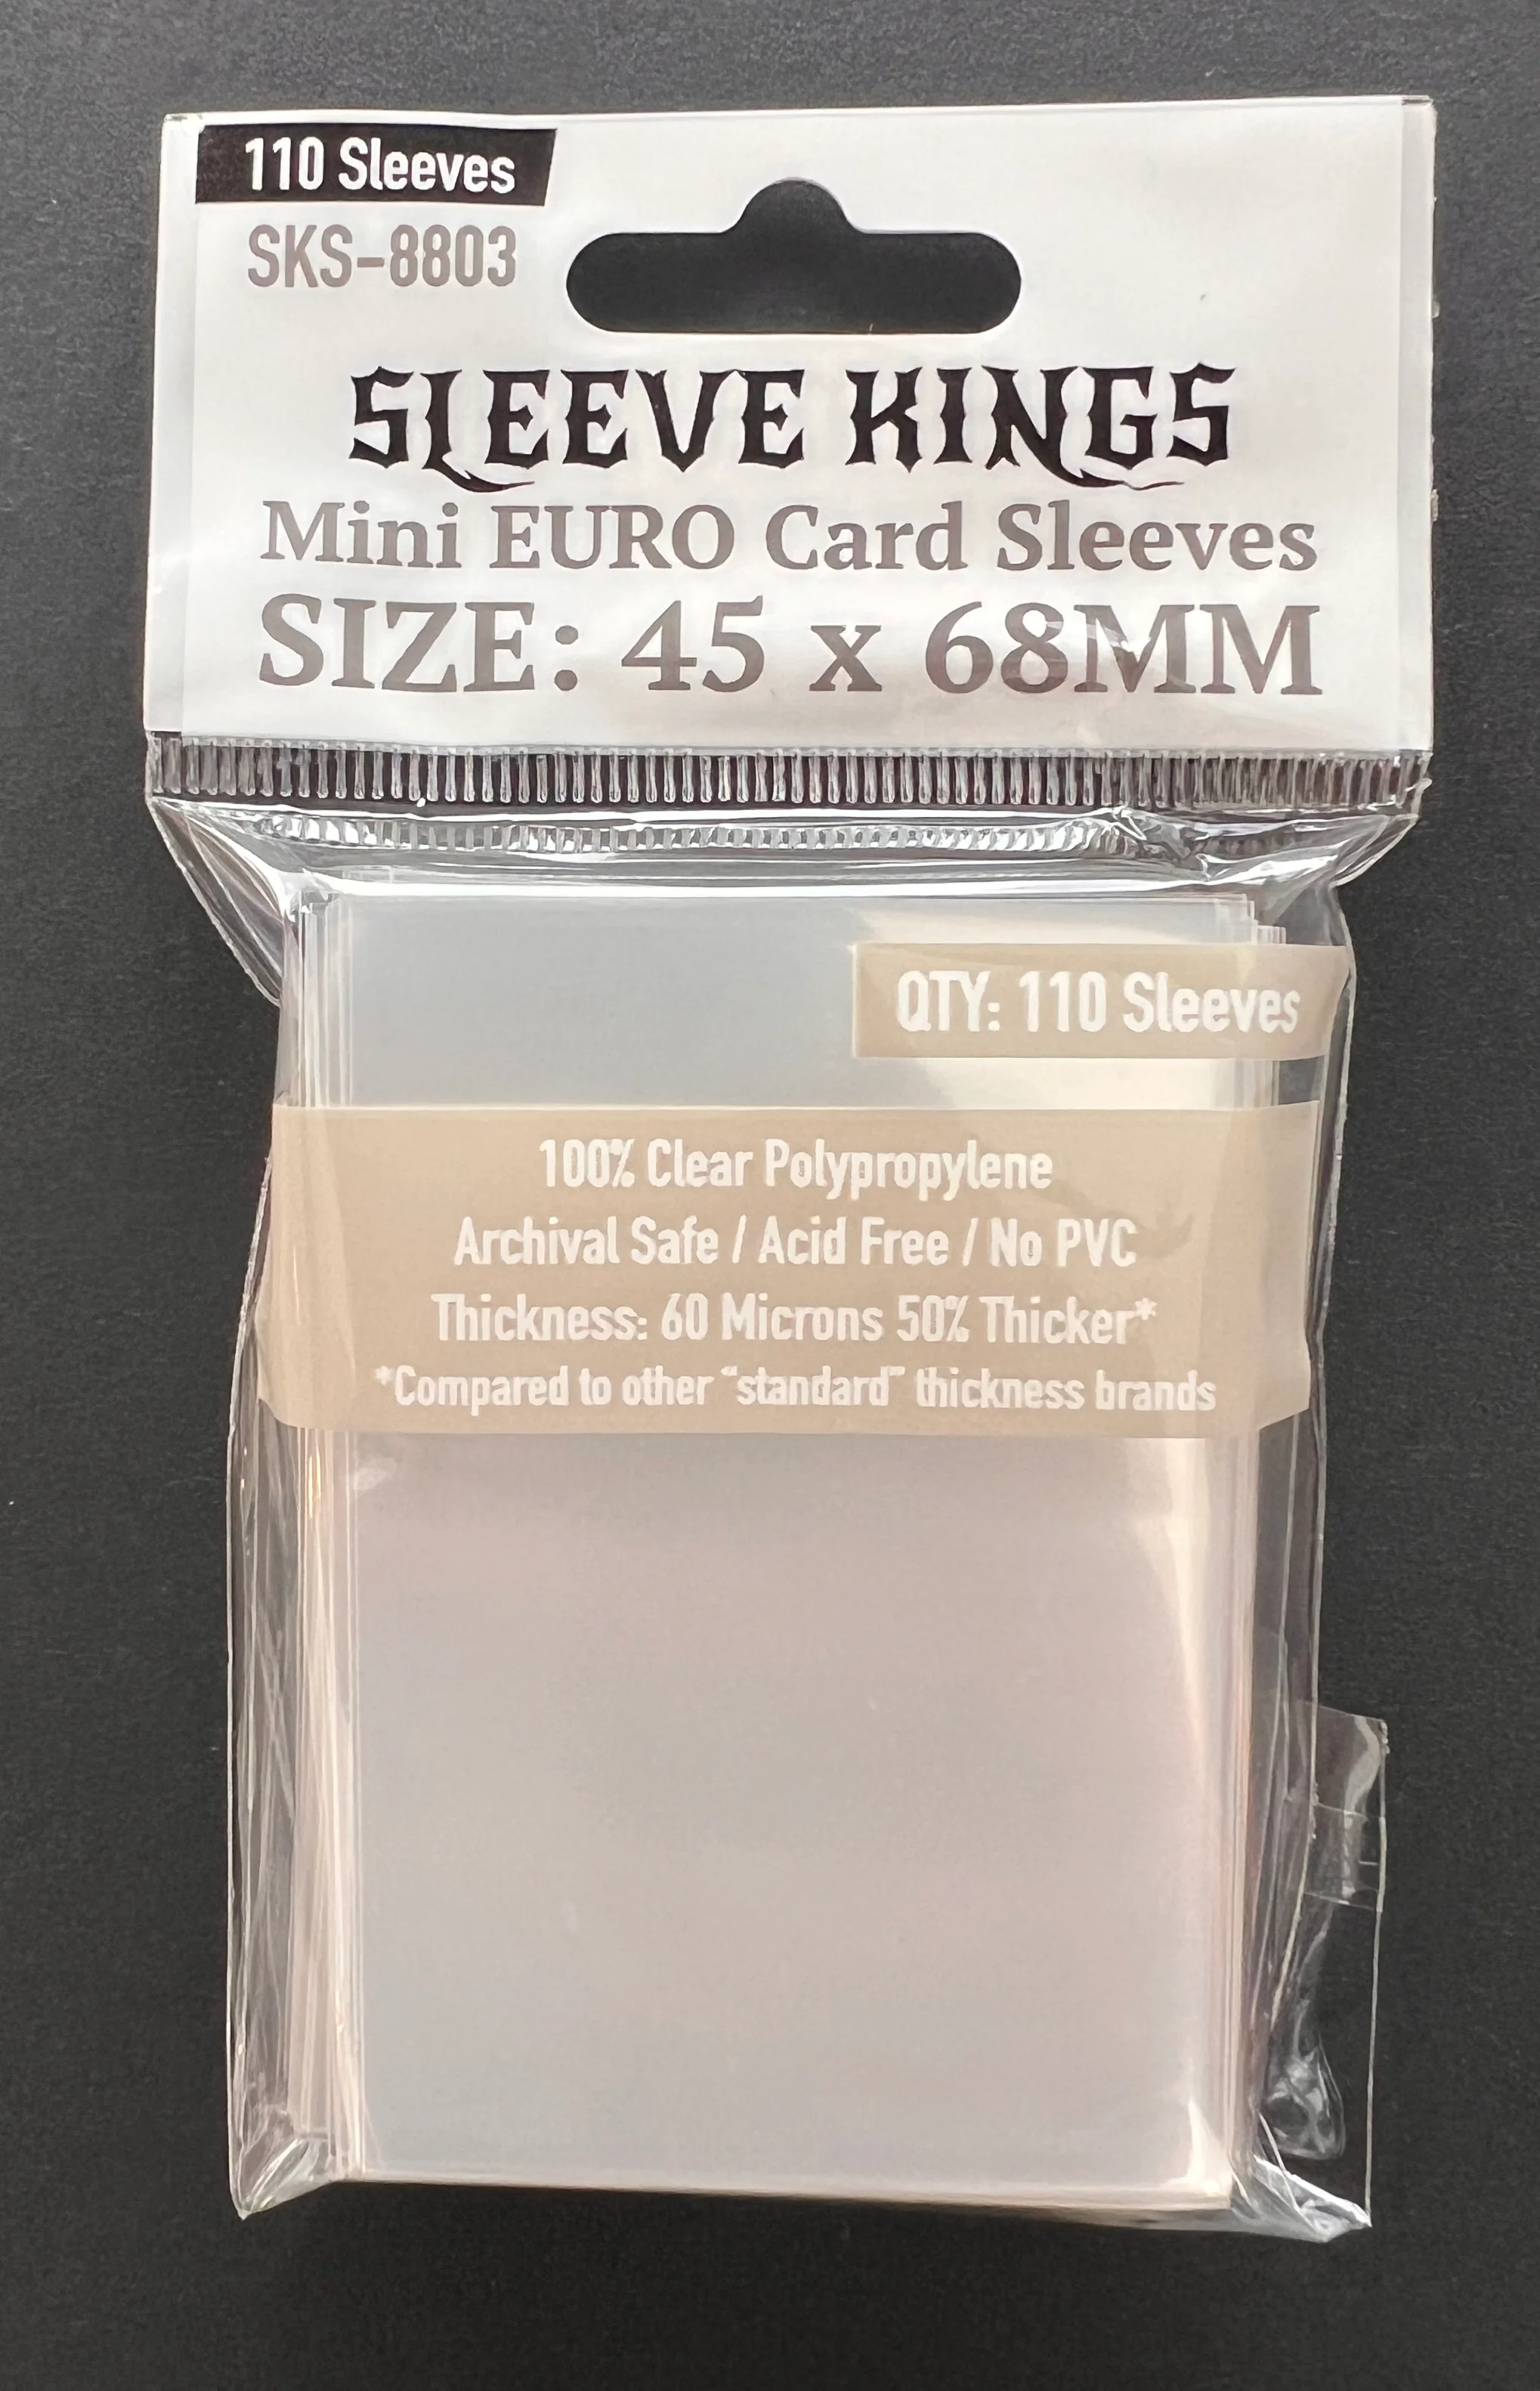 110 Sleeves
SKS-8803
SLEEVE KINGS
Mini EURO Card Sleeves
SIZE: 45 x 68MM
QTY: 110 Sleeves
100% Clear Polypropylene
Archival Safe / Acid Free / No PVC
Thickness: 60 Microns 50% Thicker*
*Compared to other "standard" thickness brands